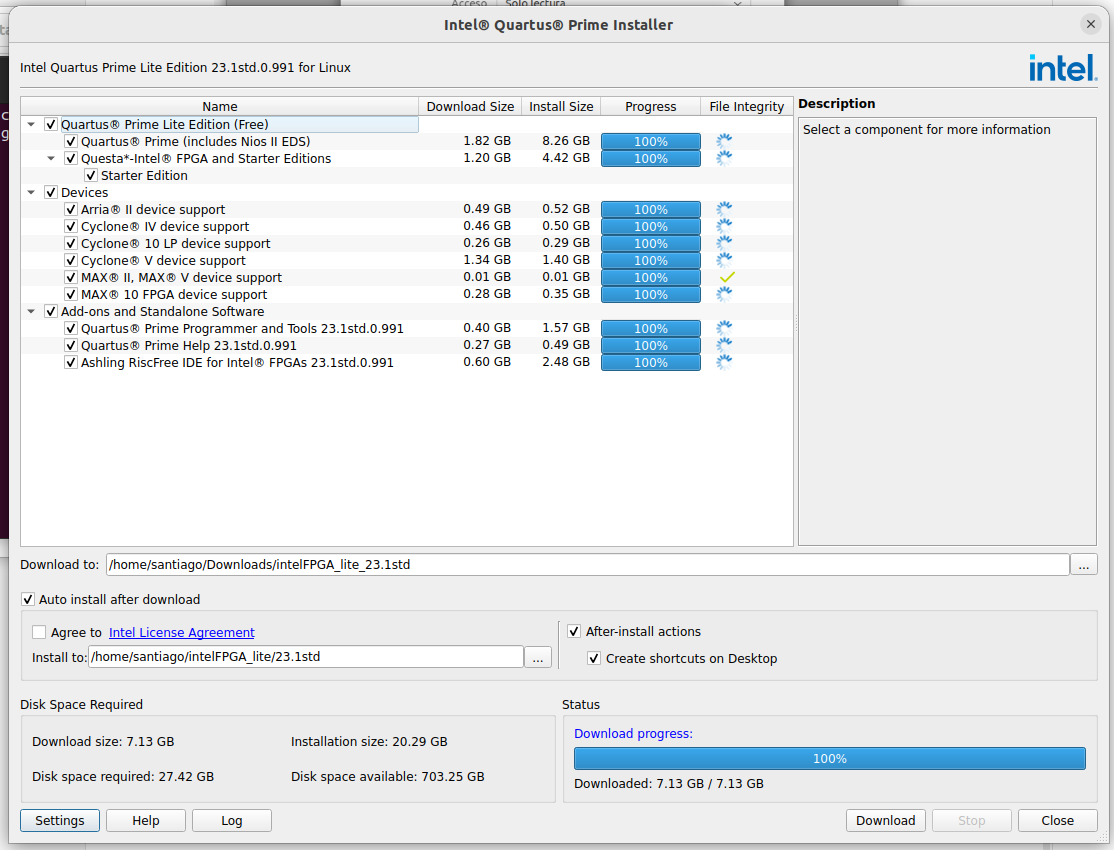 Acceso Solo lectura
Intel® Quartus® Prime Installer
Intel Quartus Prime Lite Edition 23.1std.0.991 for Linux
intel.
Name Download Size Install Size Progress File Integrity
Quartus® Prime Lite Edition (Free)
Quartus® Prime (includes Nios II EDS) 1.82 GB 8.26 GB 100%
Questa*-Intel® FPGA and Starter Editions 1.20 GB 4.42 GB 100%
Starter Edition
Devices
Arria® II device support 0.49 GB 0.52 GB 100%
Cyclone® IV device support 0.46 GB 0.50 GB 100%
Cyclone® 10 LP device support 0.26 GB 0.29 GB 100%
Cyclone® V device support 1.34 GB 1.40 GB 100%
MAX® II, MAX® V device support 0.01 GB 0.01 GB 100%
MAX® 10 FPGA device support 0.28 GB 0.35 GB 100%
Add-ons and Standalone Software
Quartus® Prime Programmer and Tools 23.1std.0.991 0.40 GB 1.57 GB 100%
Quartus® Prime Help 23.1std.0.991 0.27 GB 0.49 GB 100%
Ashling RiscFree IDE for Intel® FPGAs 23.1std.0.991 0.60 GB 2.48 GB 100%
Description
Select a component for more information
Download to: /home/santiago/Downloads/intelFPGA_lite_23.1std ...
Auto install after download
Agree to Intel License Agreement
Install to: /home/santiago/intelFPGA_lite/23.1std ...
After-install actions
Create shortcuts on Desktop
Disk Space Required
Download size: 7.13 GB Installation size: 20.29 GB
Disk space required: 27.42 GB Disk space available: 703.25 GB
Status
Download progress:
100%
Downloaded: 7.13 GB / 7.13 GB
Settings Help Log Download Stop Close